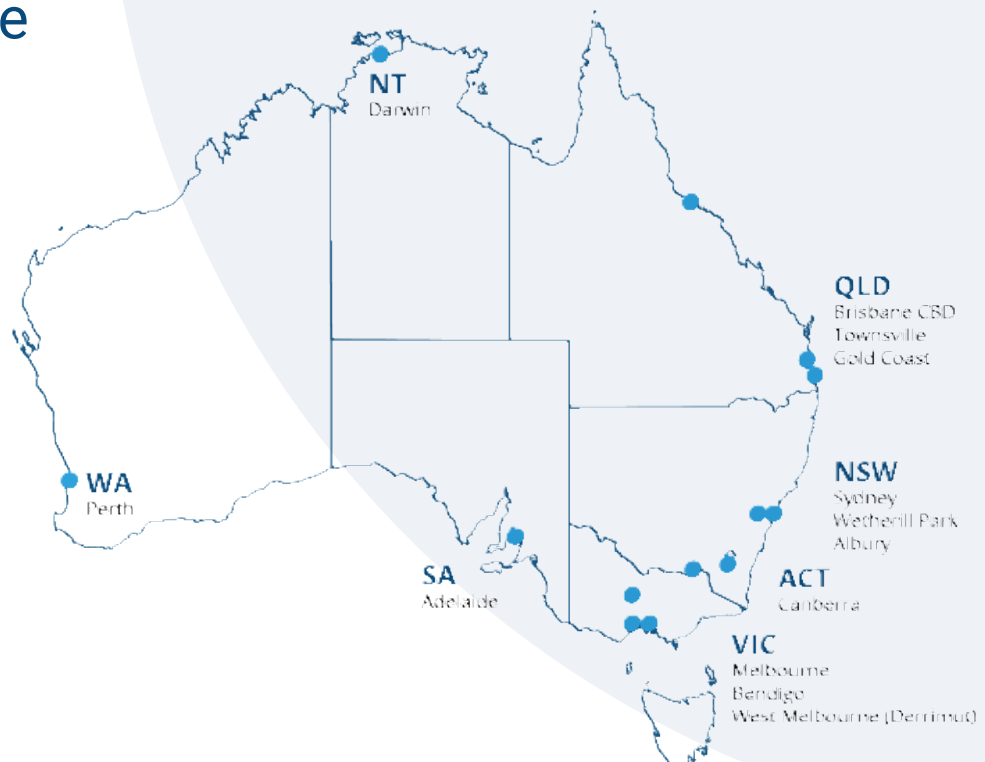 e
NT
Darwin
QLD
Brisbane CBD
Townsville
Gold Coast
WA
Perth
NSW
Sydney
Wetherill Park
Albury
SA
Adelaide
ACT
Canberra
VIC
Melbourne
Bendigo
West Melbourne (Derrimut)